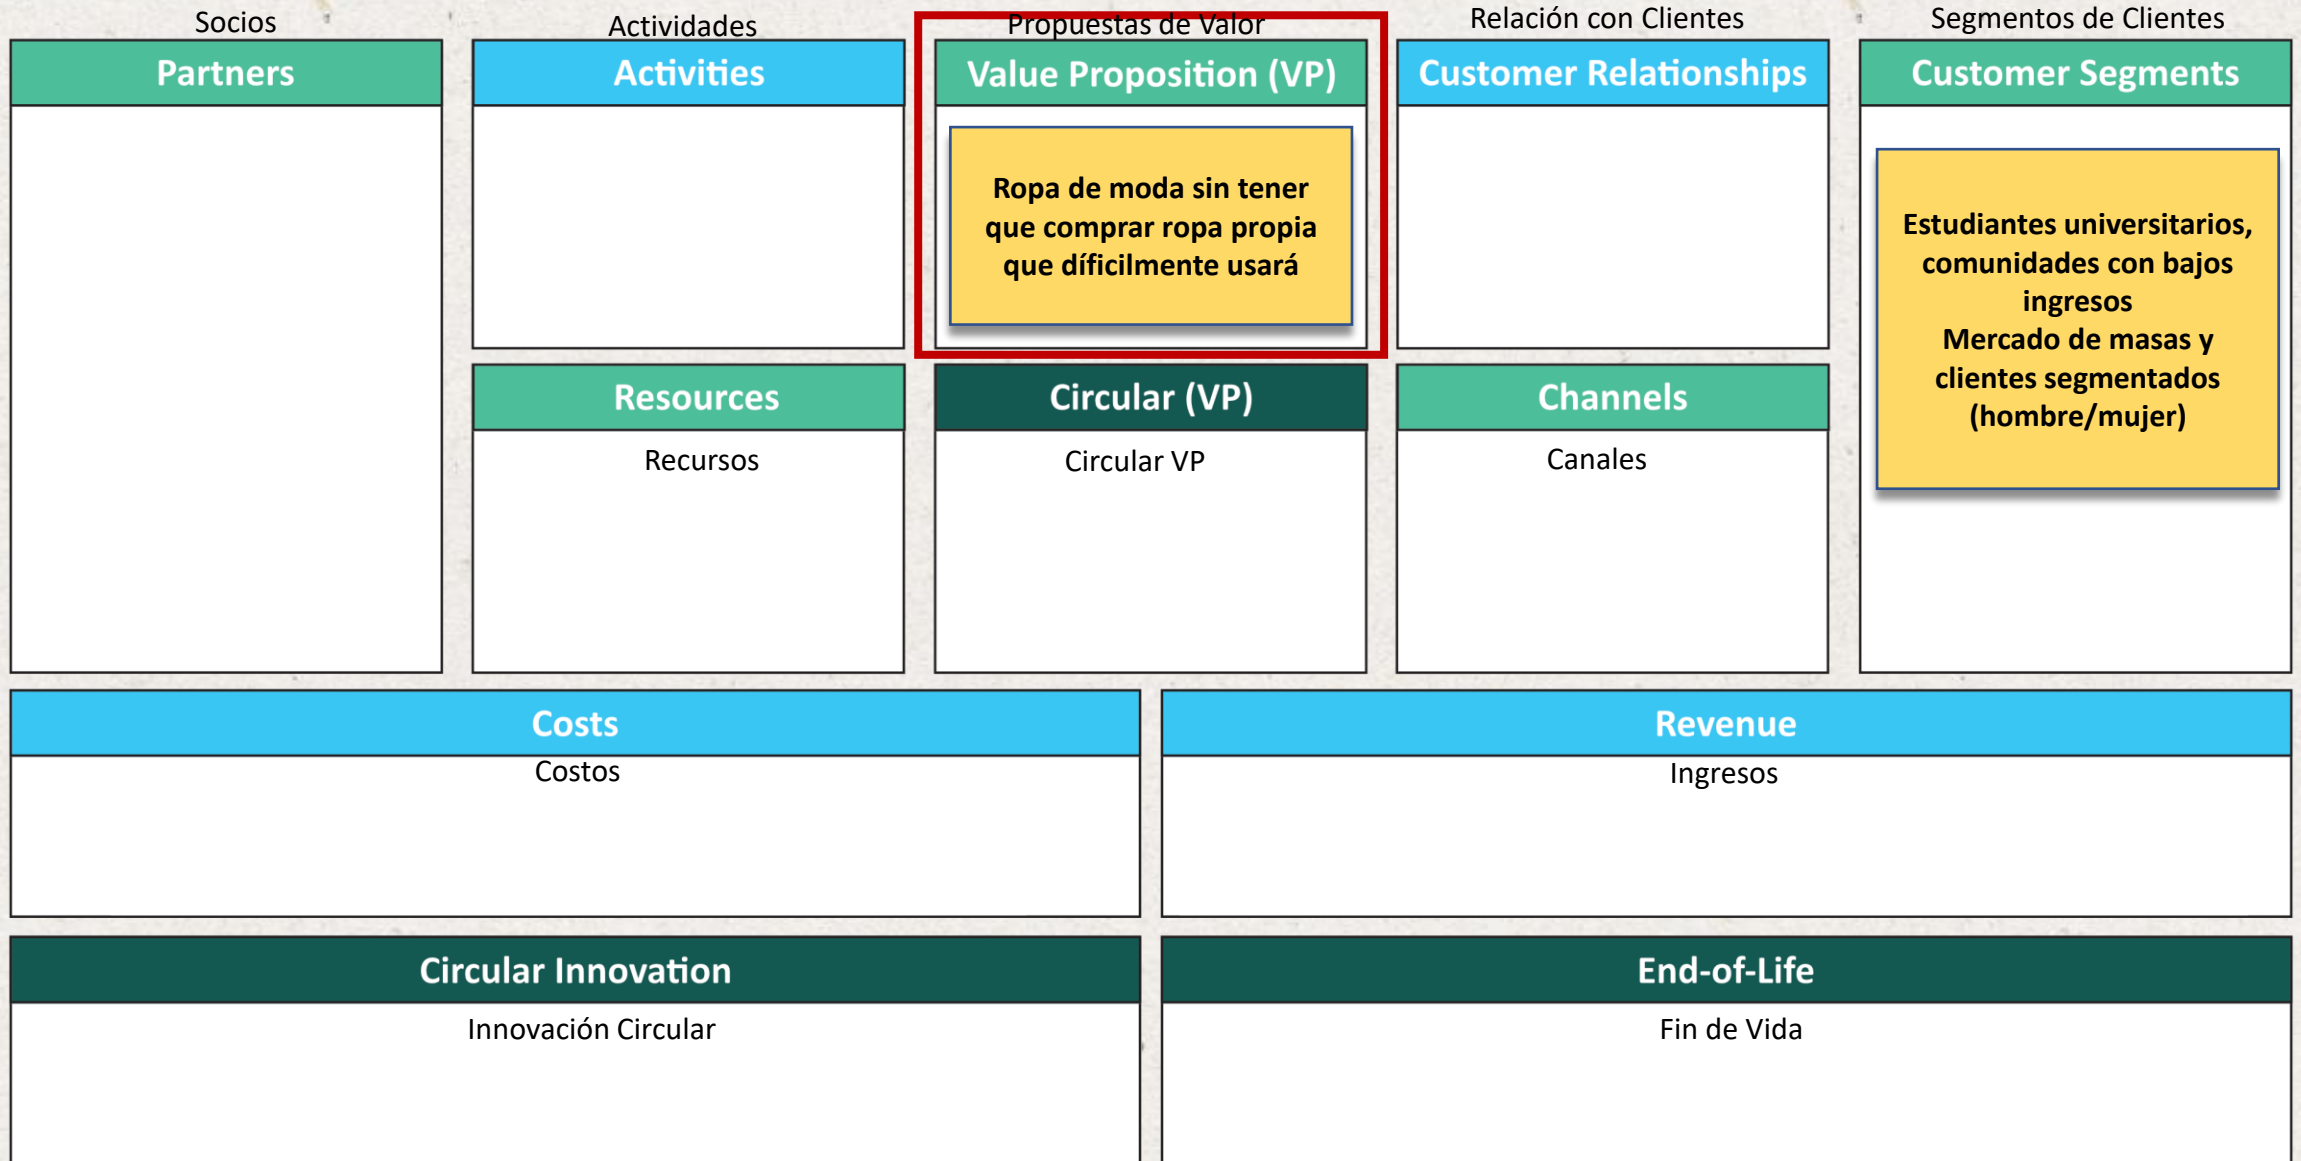 Socios
Actividades
Propuestas de Valor
Relación con Clientes
Segmentos de Clientes
Partners
Activities
Value Proposition (VP)
Customer Relationships
Customer Segments
Ropa de moda sin tener
que comprar ropa propia
que díficilmente usará
Estudiantes universitarios,
comunidades con bajos
ingresos
Mercado de masas y
clientes segmentados
(hombre/mujer)
Resources
Circular (VP)
Channels
Recursos
Circular VP
Canales
Costs
Revenue
Costos
Ingresos
Circular Innovation
End-of-Life
Innovación Circular
Fin de Vida